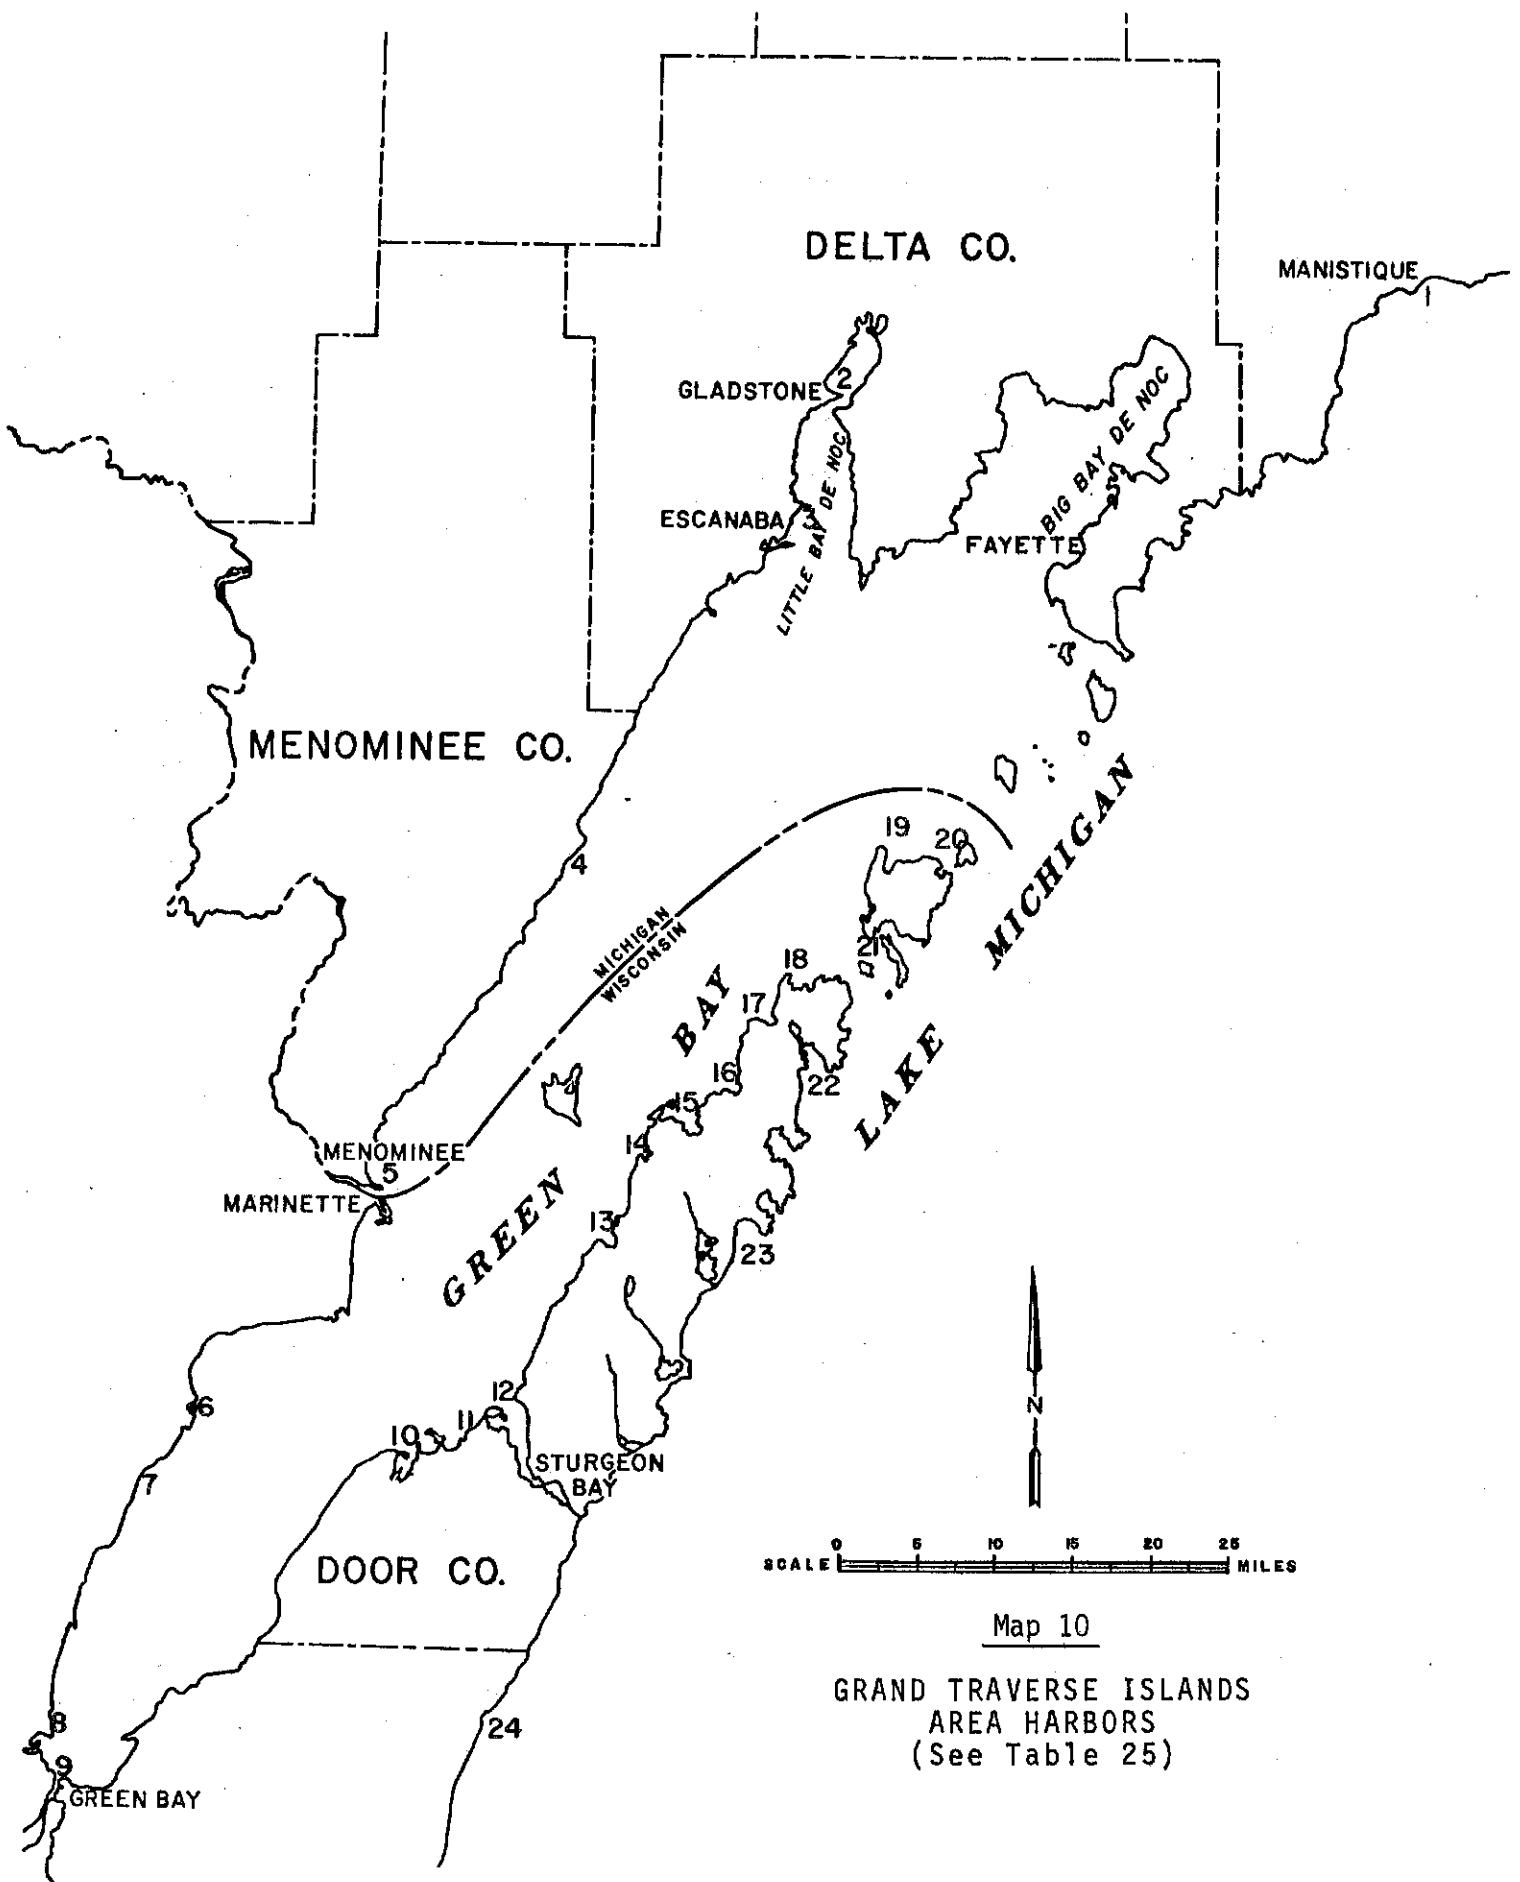 DELTA CO.
MANISTIQUE
1
GLADSTONE
2
LITTLE BAY DE NOC
BIG BAY DE NOC
ESCANABA
FAYETTE
MENOMINEE CO.
4
19
20
21
MICHIGAN
WISCONSIN
LAKE MICHIGAN
GREEN BAY
18
17
16
22
15
14
MENOMINEE
5
MARINETTE
13
23
6
12
11
10
7
STURGEON
BAY
N
DOOR CO.
0 5 10 15 20 25
SCALE MILES
Map 10
GRAND TRAVERSE ISLANDS
AREA HARBORS
(See Table 25)
8
24
9
GREEN BAY